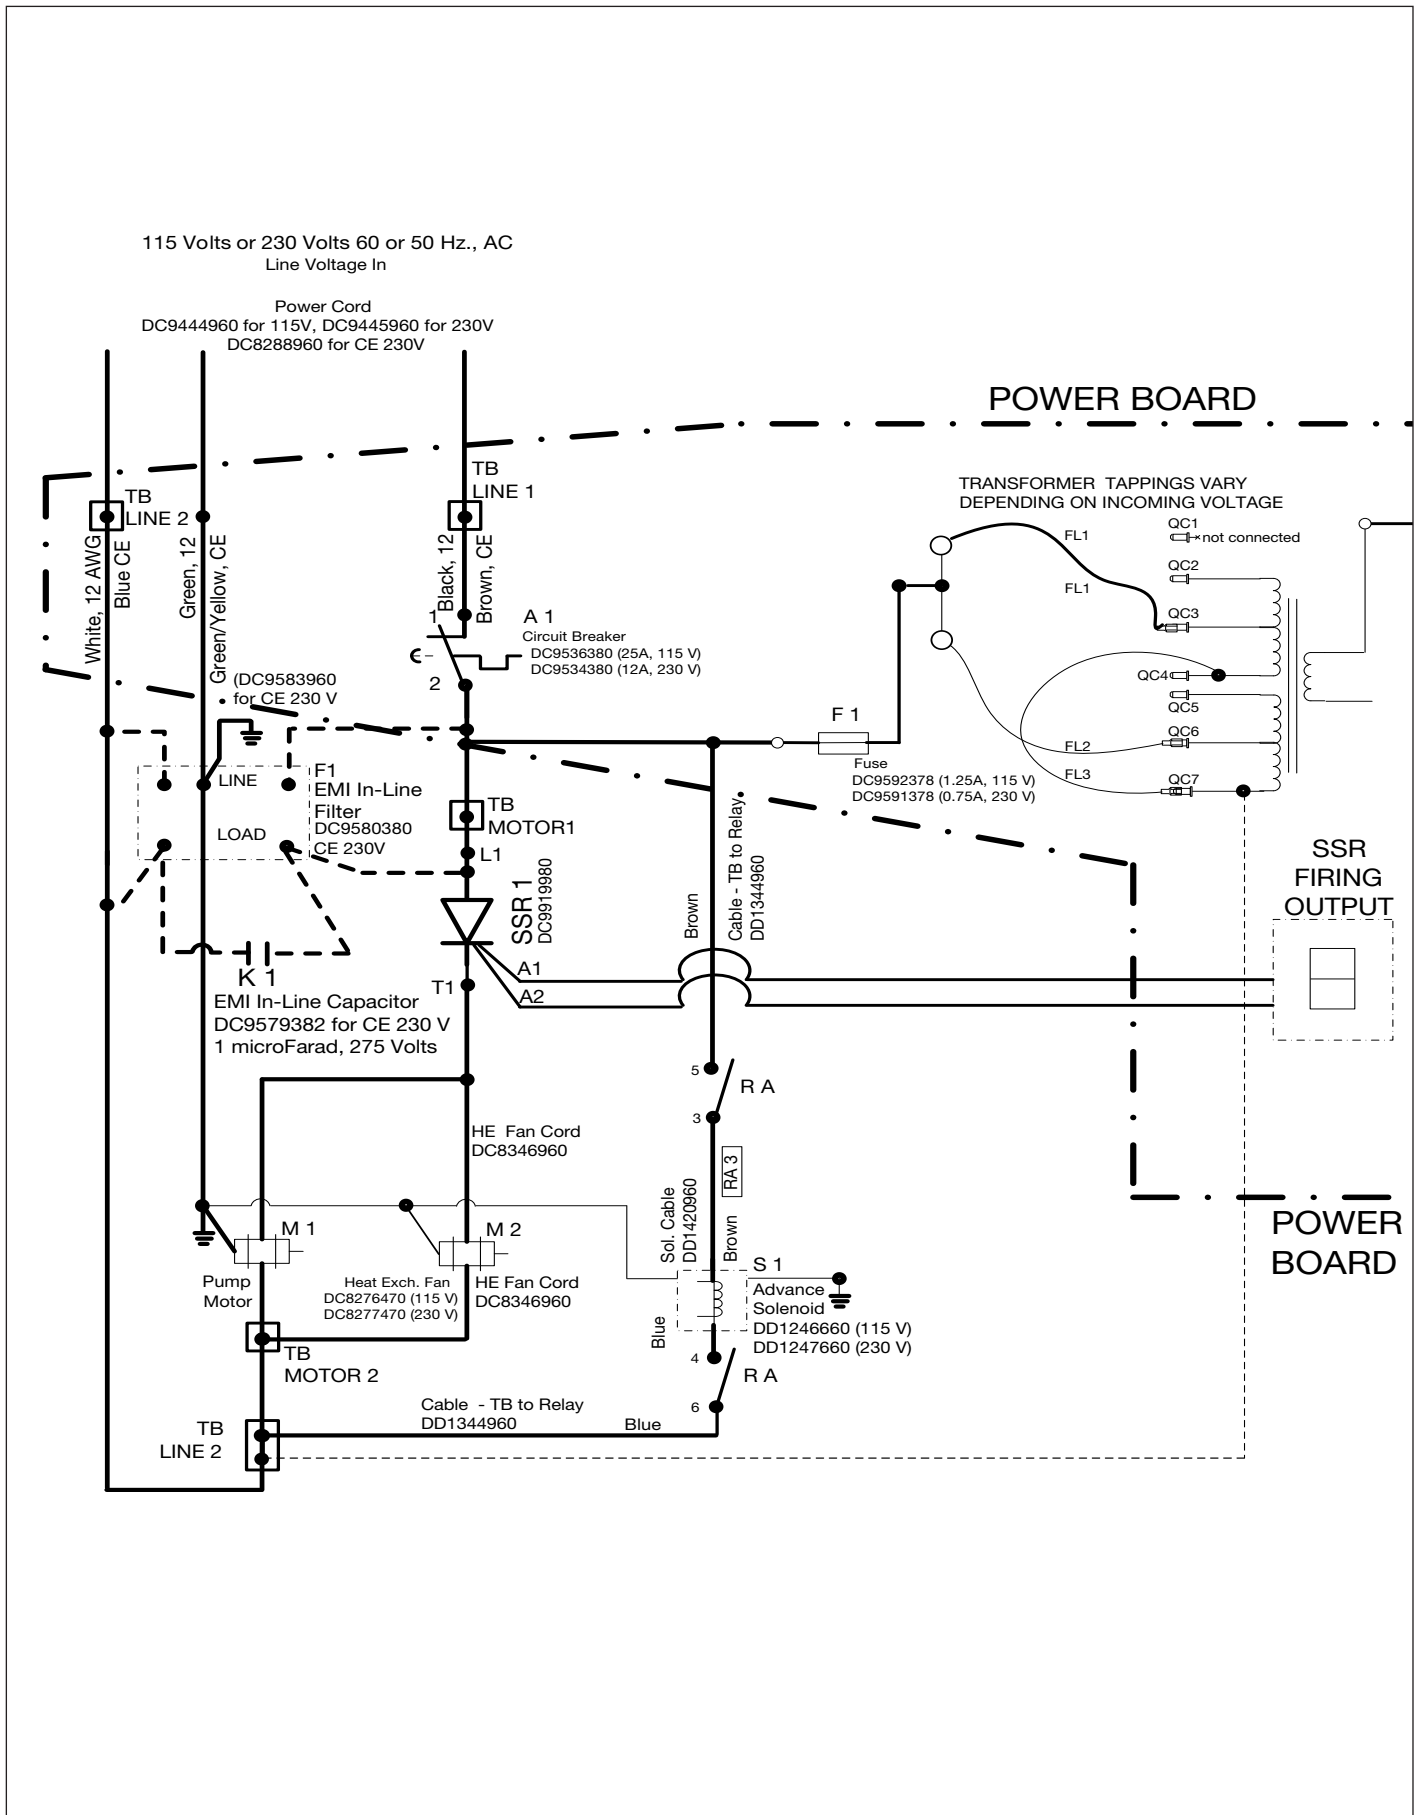 115 Volts or 230 Volts 60 or 50 Hz., AC
Line Voltage In
Power Cord
DC9444960 for 115V, DC9445960 for 230V
DC8288960 for CE 230V
POWER BOARD
TB
LINE 1
TB
LINE 2
TRANSFORMER TAPPINGS VARY
DEPENDING ON INCOMING VOLTAGE
White, 12 AWG
Blue CE
Green, 12
Green/Yellow, CE
Black, 12
Brown, CE
FL1
FL1
QC1
not connected
QC2
QC3
QC4
QC5
QC6
QC7
FL2
FL3
1
2
A 1
Circuit Breaker
DC9536380 (25A, 115 V)
DC9534380 (12A, 230 V)
(DC9583960
for CE 230 V
F 1
Fuse
DC9592378 (1.25A, 115 V)
DC9591378 (0.75A, 230 V)
LINE
LOAD
F1
EMI In-Line
Filter
DC9580380
CE 230V
TB
MOTOR1
L1
SSR 1
DC9919980
Brown
Cable - TB to Relay
DD1344960
SSR
FIRING
OUTPUT
A1
A2
T1
K 1
EMI In-Line Capacitor
DC9579382 for CE 230 V
1 microFarad, 275 Volts
5
R A
3
HE Fan Cord
DC8346960
RA 3
Sol. Cable
DD1420960
Brown
M 1
Pump
Motor
M 2
Heat Exch. Fan
DC8276470 (115 V)
DC8277470 (230 V)
HE Fan Cord
DC8346960
S 1
Advance
Solenoid
DD1246660 (115 V)
DD1247660 (230 V)
POWER
BOARD
Blue
4
R A
6
TB
MOTOR 2
Cable - TB to Relay
DD1344960
Blue
TB
LINE 2